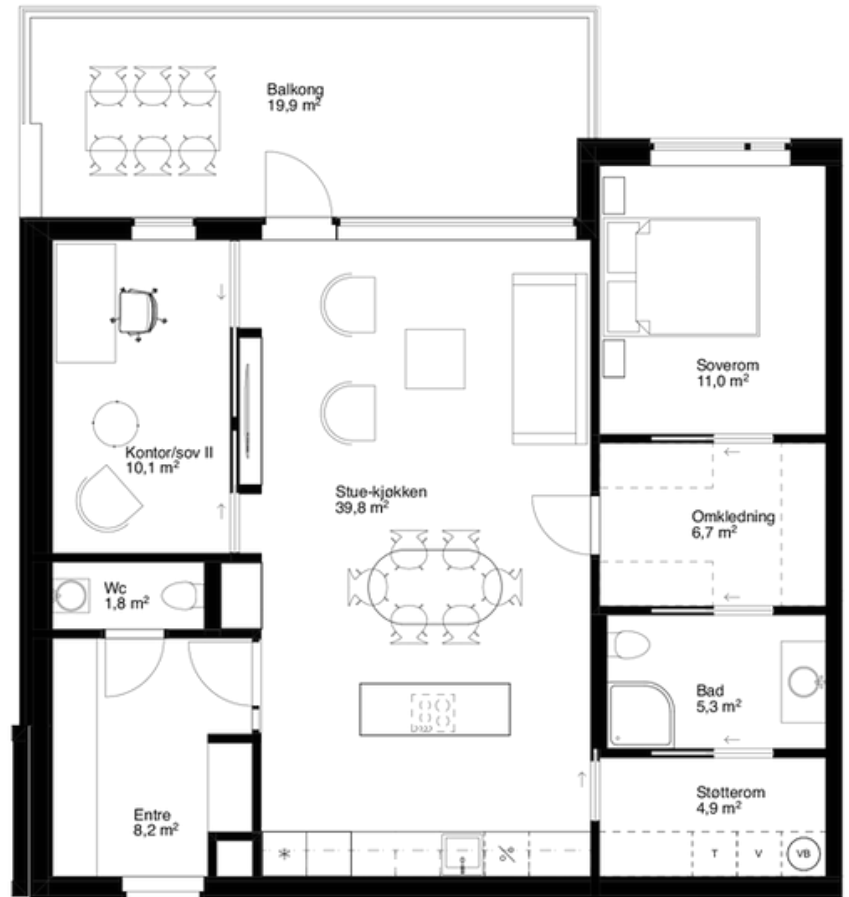 Balkong
19,9 m²
Soverom
11,0 m²
Kontor/sov II
10,1 m²
Stue-kjøkken
39,8 m²
Omkledning
6,7 m²
Wc
1,8 m²
Bad
5,3 m²
Støtterom
4,9 m²
Entre
8,2 m²
T
V
VB